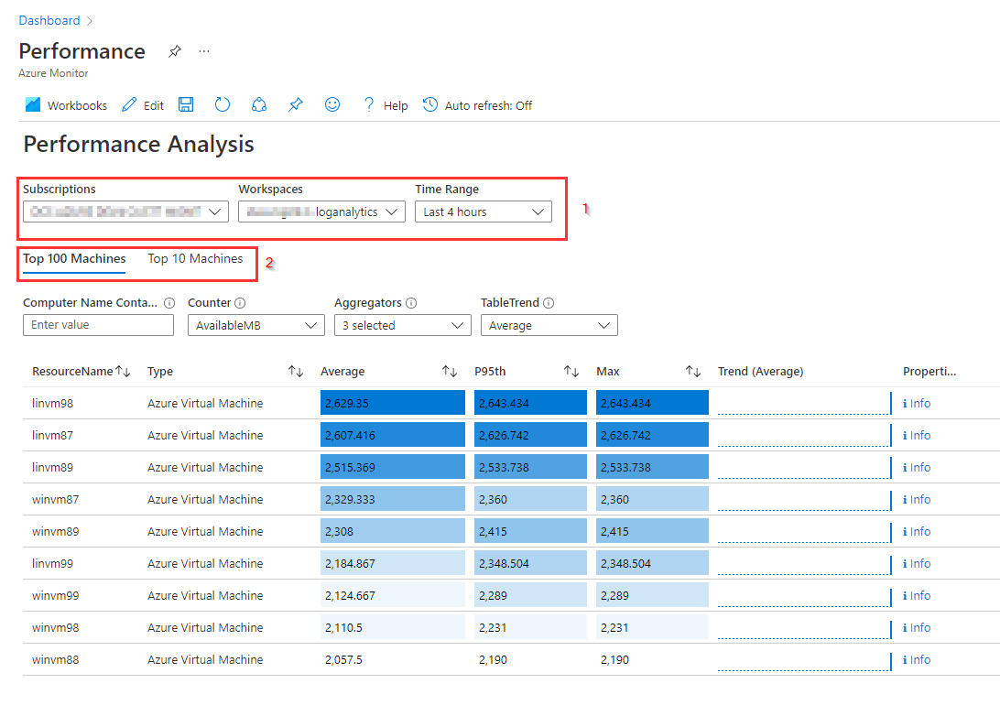 Dashboard
Performance ...
Azure Monitor
Workbooks Edit Help Auto refresh: Off
Performance Analysis
Subscriptions Workspaces Time Range
loganalytics Last 4 hours
1
Top 100 Machines Top 10 Machines
2
Computer Name Conta... Counter Aggregators TableTrend
Enter value AvailableMB 3 selected Average
ResourceName Type Average P95th Max Trend (Average) Properti...
linvm98 Azure Virtual Machine 2,629.35 2,643.434 2,643.434 Info
linvm87 Azure Virtual Machine 2,607.416 2,626.742 2,626.742 Info
linvm89 Azure Virtual Machine 2,515.369 2,533.738 2,533.738 Info
winvm87 Azure Virtual Machine 2,329.333 2,360 2,360 Info
winvm89 Azure Virtual Machine 2,308 2,415 2,415 Info
linvm99 Azure Virtual Machine 2,184.867 2,348.504 2,348.504 Info
winvm99 Azure Virtual Machine 2,124.667 2,289 2,289 Info
winvm98 Azure Virtual Machine 2,110.5 2,231 2,231 Info
winvm88 Azure Virtual Machine 2,057.5 2,190 2,190 Info